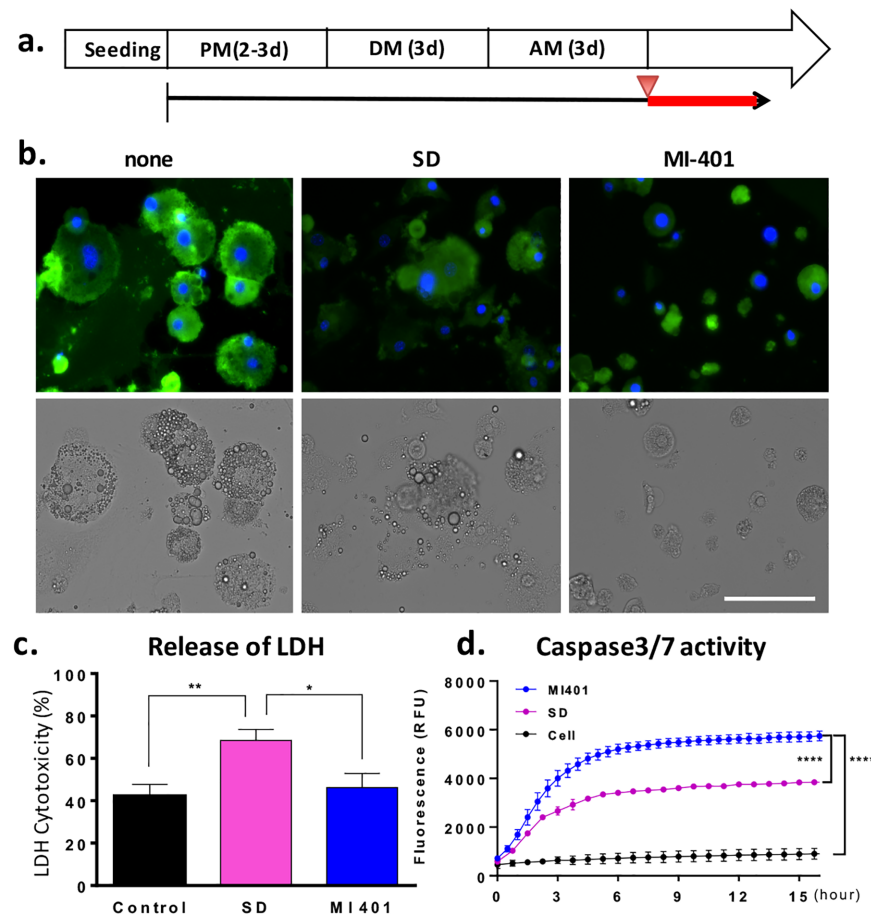 a.
Seeding PM(2-3d) DM (3d) AM (3d)
b.
none SD MI-401
c. Release of LDH
LDH Cytotoxicity (%)
100
80
60
40
20
0
** *
Control SD MI401
d. Caspase3/7 activity
Fluorescence (RFU)
8000
6000
4000
2000
0
MI401
SD
Cell
**** ****
0 3 6 9 12 15 (hour)